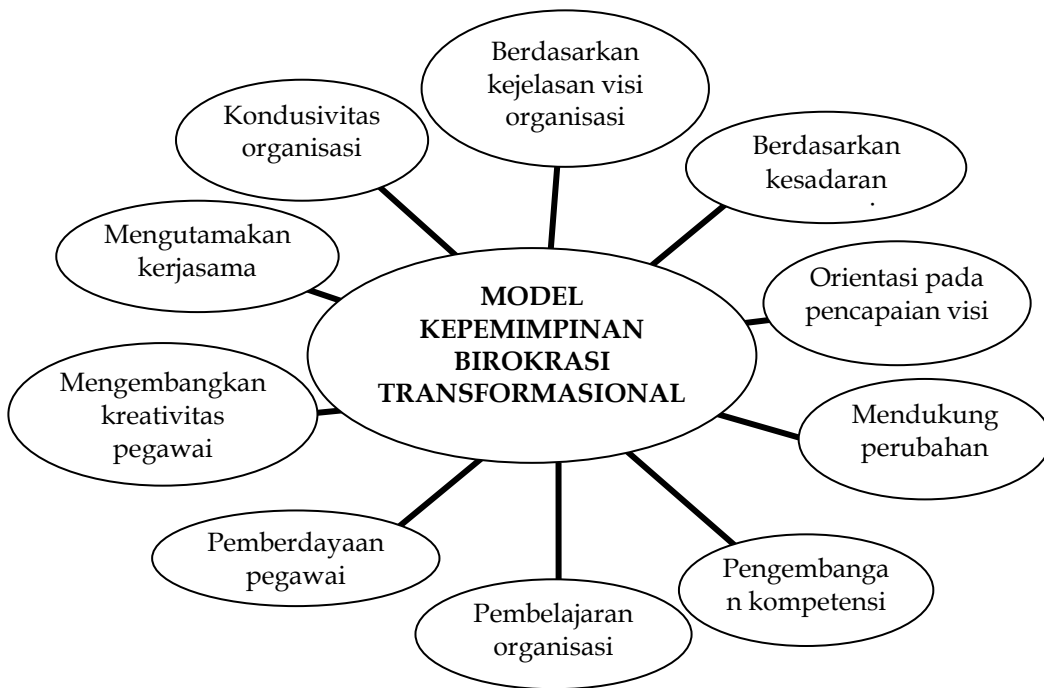 Berdasarkan
kejelasan visi
organisasi
Kondusivitas
organisasi
Berdasarkan
kesadaran
Mengutamakan
kerjasama
Orientasi pada
pencapaian visi
MODEL
KEPEMIMPINAN
BIROKRASI
TRANSFORMASIONAL
Mengembangkan
kreativitas
pegawai
Mendukung
perubahan
Pemberdayaan
pegawai
Pengembanga
n kompetensi
Pembelajaran
organisasi